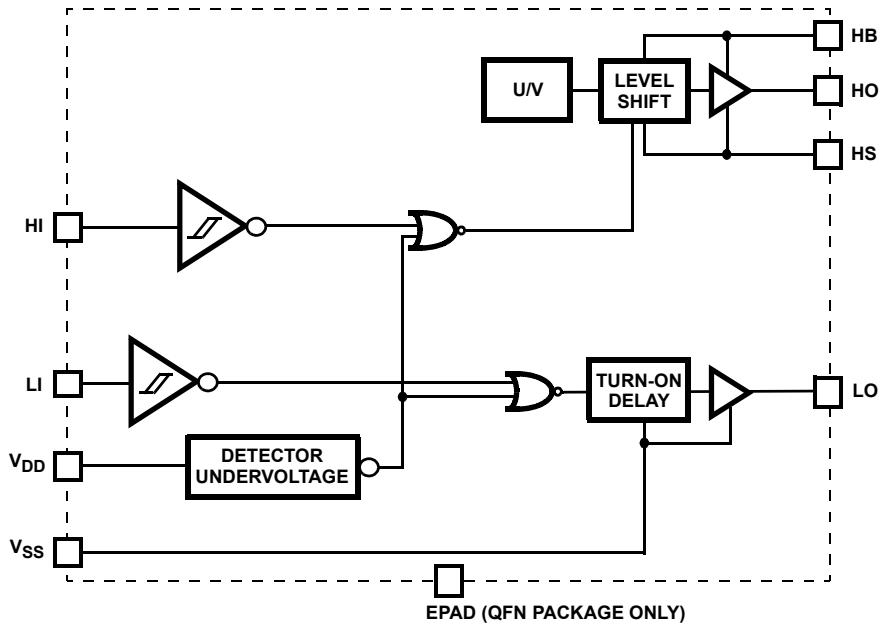 HB
U/V
LEVEL
SHIFT
HO
HS
HI
LI
TURN-ON
DELAY
LO
VDD
DETECTOR
UNDERVOLTAGE
VSS
EPAD (QFN PACKAGE ONLY)